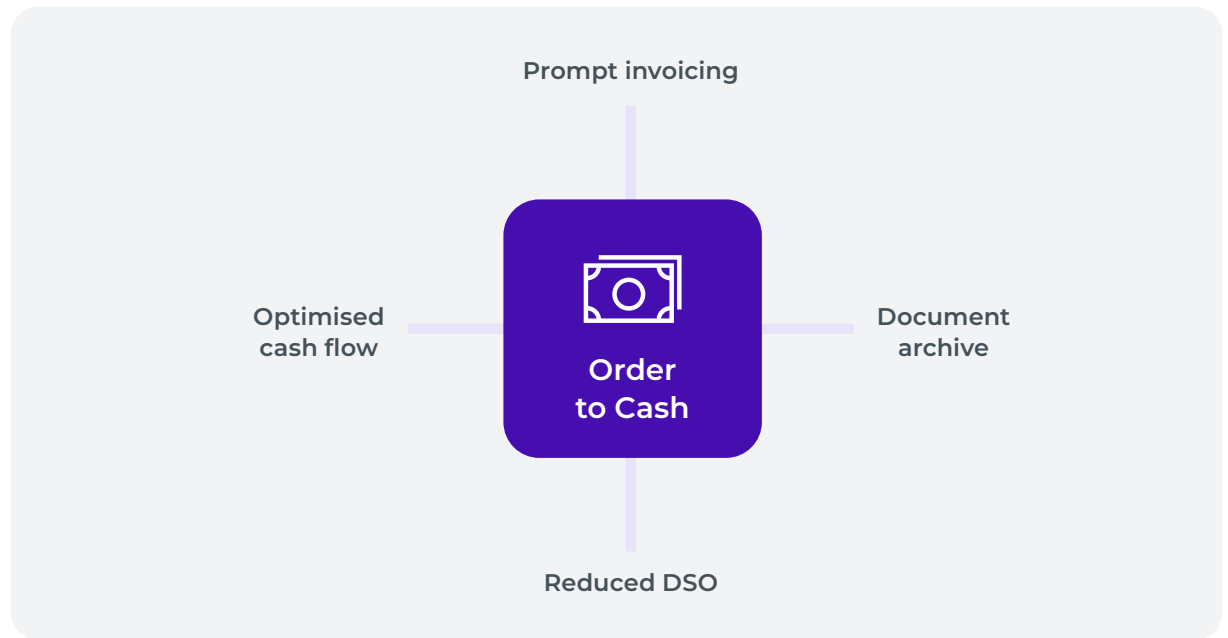 Prompt invoicing
Optimised
cash flow
Order
to Cash
Document
archive
Reduced DSO